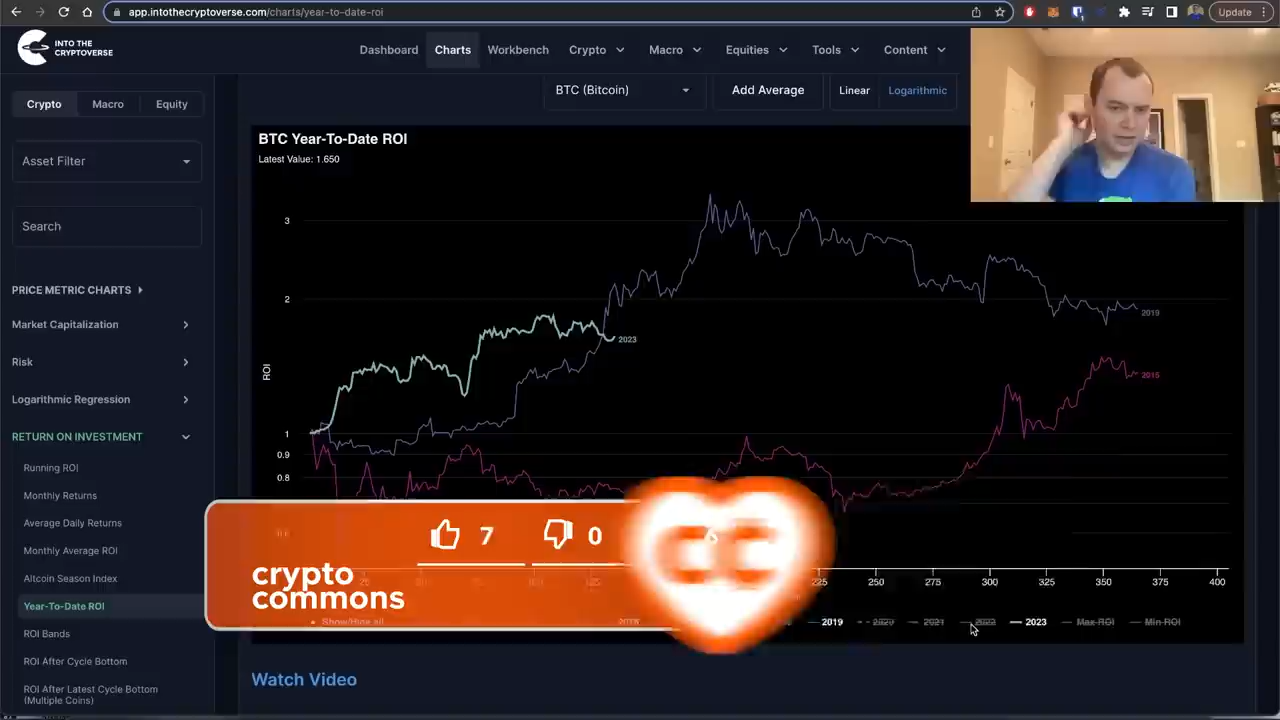 app.intothecryptoverse.com/charts/year-to-date-roi
Update
INTO THE
CRYPTOVERSE
Dashboard
Charts
Workbench
Crypto
Macro
Equities
Tools
Content
Crypto
Macro
Equity
BTC (Bitcoin)
Add Average
Linear
Logarithmic
Asset Filter
Search
PRICE METRIC CHARTS
Market Capitalization
Risk
Logarithmic Regression
RETURN ON INVESTMENT
Running ROI
Monthly Returns
Average Daily Returns
Monthly Average ROI
Altcoin Season Index
Year-To-Date ROI
ROI Bands
ROI After Cycle Bottom
ROI After Latest Cycle Bottom
(Multiple Coins)
BTC Year-To-Date ROI
Latest Value: 1.650
3
2
1
0.9
0.8
ROI
2023
2019
2015
225
250
275
300
325
350
375
400
Show/Hide all
2019
2020
2021
2022
2023
Max ROI
Min ROI
7
0
crypto
commons
CC
Watch Video